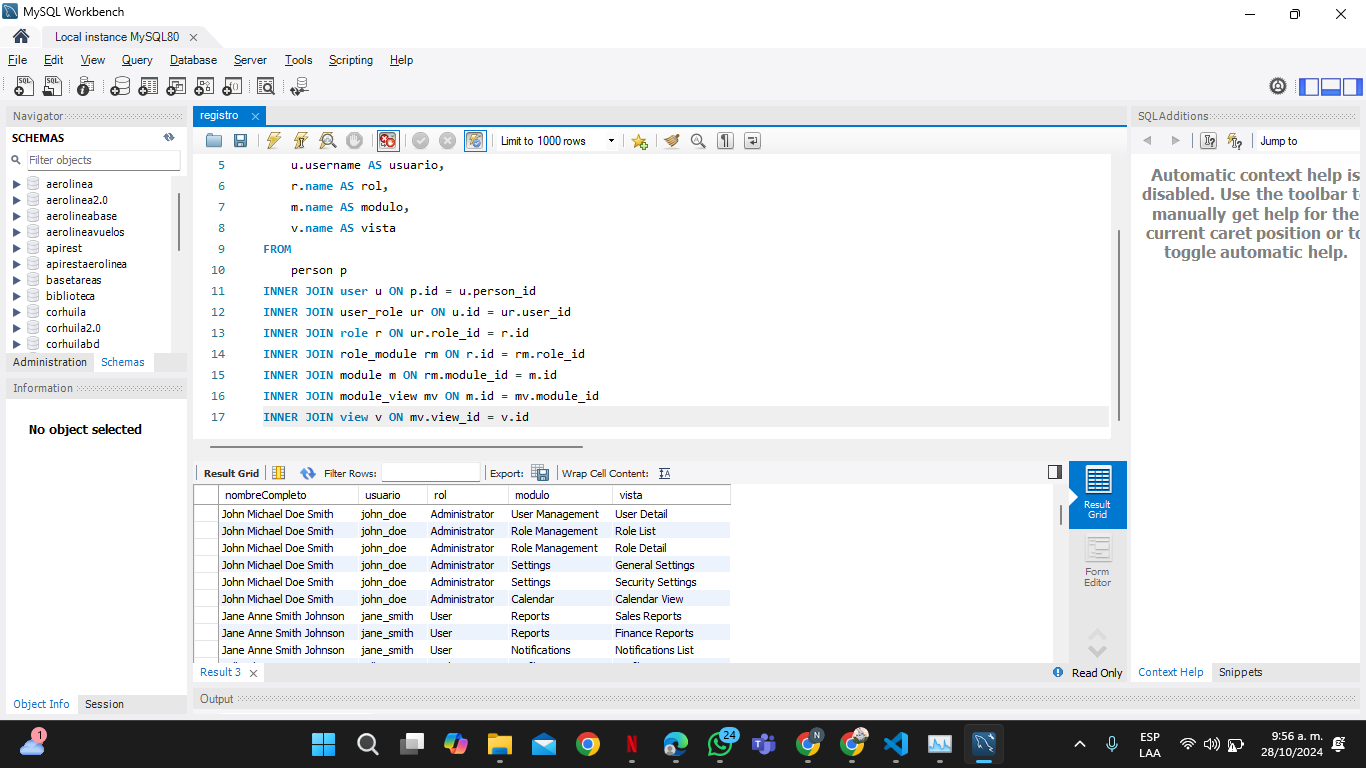 MySQL Workbench
Local instance MySQL80
File Edit View Query Database Server Tools Scripting Help
Navigator
SCHEMAS
Filter objects
aerolinea
aerolinea2.0
aerolineabase
aerolineavuelos
apirest
apirestaerolinea
basetareas
biblioteca
corhuila
corhuila2.0
corhuilabd
Administration Schemas
Information
No object selected
Object Info Session
registro
Limit to 1000 rows
5 u.username AS usuario,
6 r.name AS rol,
7 m.name AS modulo,
8 v.name AS vista
9 FROM
10 person p
11 INNER JOIN user u ON p.id = u.person_id
12 INNER JOIN user_role ur ON u.id = ur.user_id
13 INNER JOIN role r ON ur.role_id = r.id
14 INNER JOIN role_module rm ON r.id = rm.role_id
15 INNER JOIN module m ON rm.module_id = m.id
16 INNER JOIN module_view mv ON m.id = mv.module_id
17 INNER JOIN view v ON mv.view_id = v.id
Result Grid Filter Rows: Export: Wrap Cell Content:
nombreCompleto usuario rol modulo vista
John Michael Doe Smith john_doe Administrator User Management User Detail
John Michael Doe Smith john_doe Administrator Role Management Role List
John Michael Doe Smith john_doe Administrator Role Management Role Detail
John Michael Doe Smith john_doe Administrator Settings General Settings
John Michael Doe Smith john_doe Administrator Settings Security Settings
John Michael Doe Smith john_doe Administrator Calendar Calendar View
Jane Anne Smith Johnson jane_smith User Reports Sales Reports
Jane Anne Smith Johnson jane_smith User Reports Finance Reports
Jane Anne Smith Johnson jane_smith User Notifications Notifications List
Result
Grid
Form
Editor
Result 3
Read Only
Output
SQLAdditions
Jump to
Automatic context help is
disabled. Use the toolbar t
manually get help for the
current caret position or to
toggle automatic help.
Context Help Snippets
1
24
N
ESP
LAA
9:56 a. m.
28/10/2024